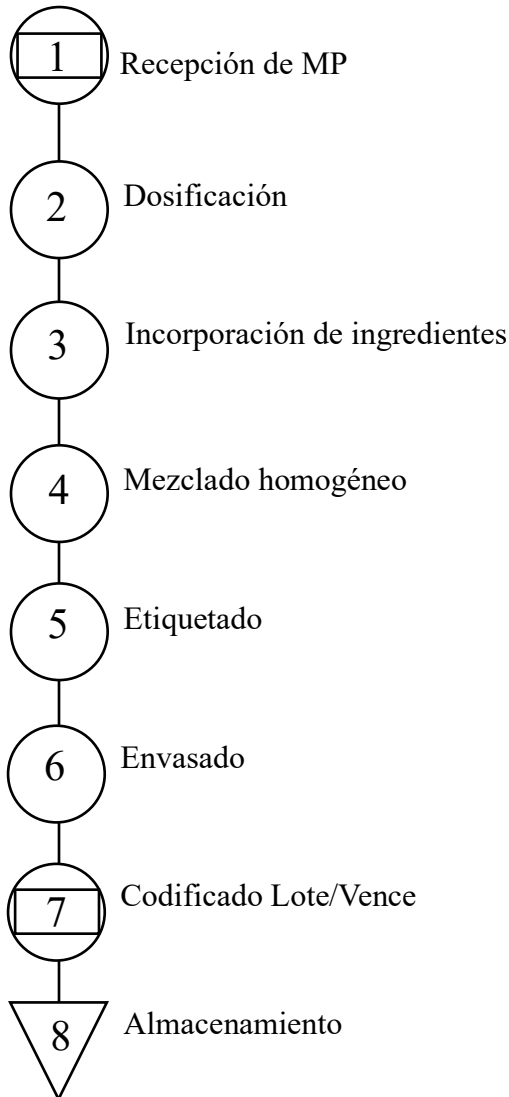 1 Recepción de MP
2 Dosificación
3 Incorporación de ingredientes
4 Mezclado homogéneo
5 Etiquetado
6 Envasado
7 Codificado Lote/Vence
8 Almacenamiento